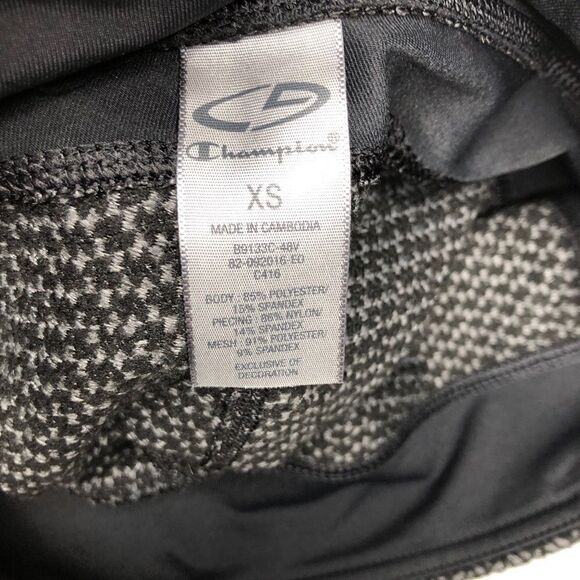 Champion®
XS
MADE IN CAMBODIA
B9133C-48V
82-092016-EO
C416
BODY : 85% POLYESTER/
15% SPANDEX
PIECING : 86% NYLON/
14% SPANDEX
MESH : 91% POLYESTER/
9% SPANDEX
EXCLUSIVE OF
DECORATION